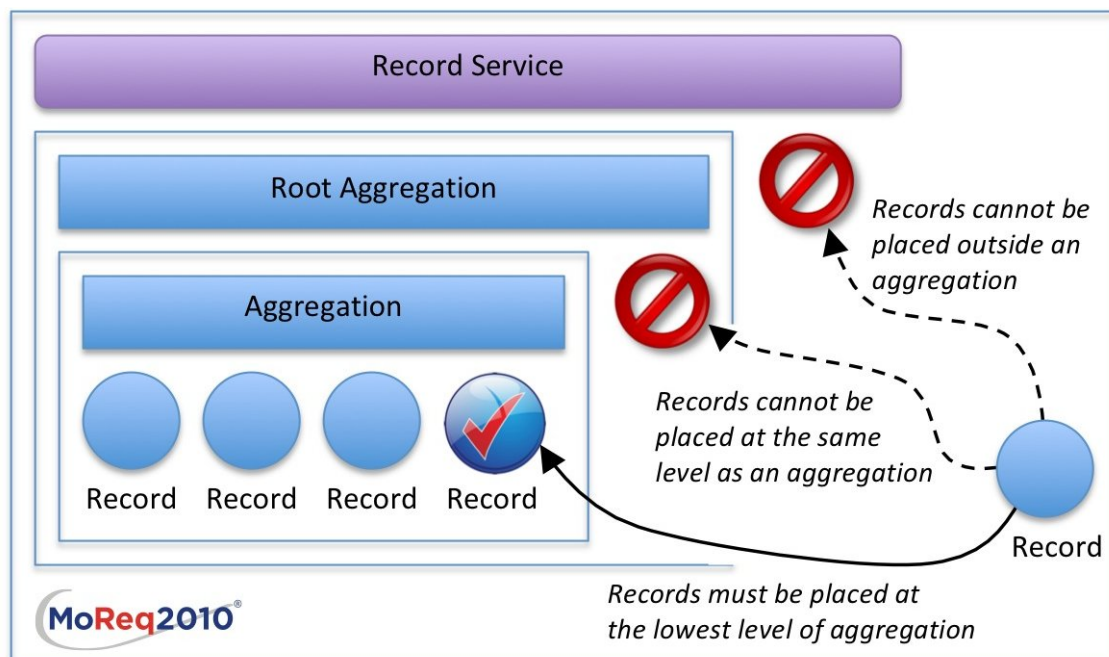 Record Service
Root Aggregation
Aggregation
Record
Record
Record
Record
Records cannot be
placed outside an
aggregation
Records cannot be
placed at the same
level as an aggregation
Record
Records must be placed at
the lowest level of aggregation
MoReq2010®